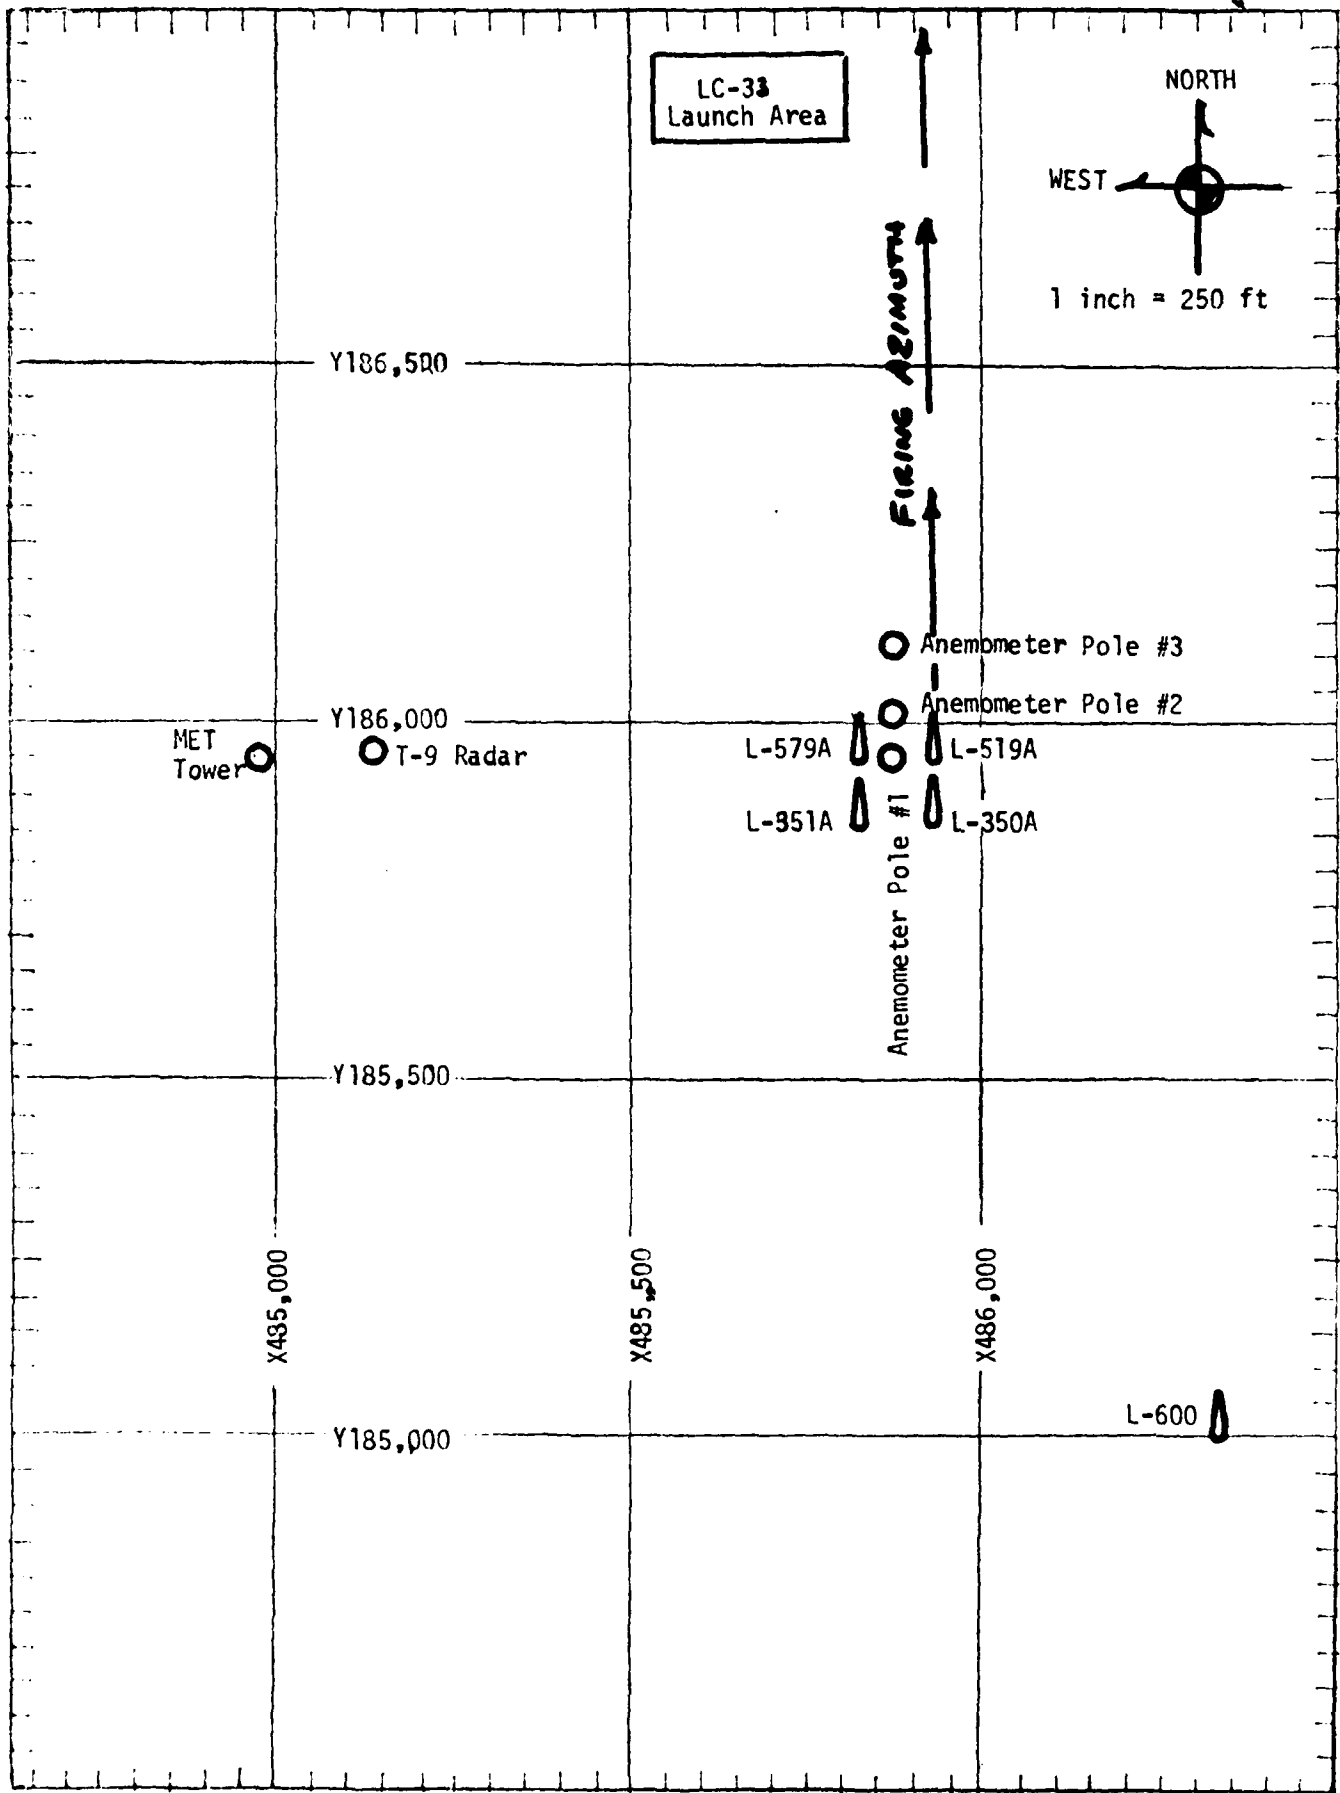 LC-33
Launch Area
NORTH
WEST
1 inch = 250 ft
FIRING AZIMUTH
Y186,500
Anemometer Pole #3
Anemometer Pole #2
Y186,000
MET
Tower
T-9 Radar
L-579A
L-519A
L-351A
L-350A
Anemometer Pole #1
Y185,500
X485,000
X485,500
X486,000
L-600
Y185,000